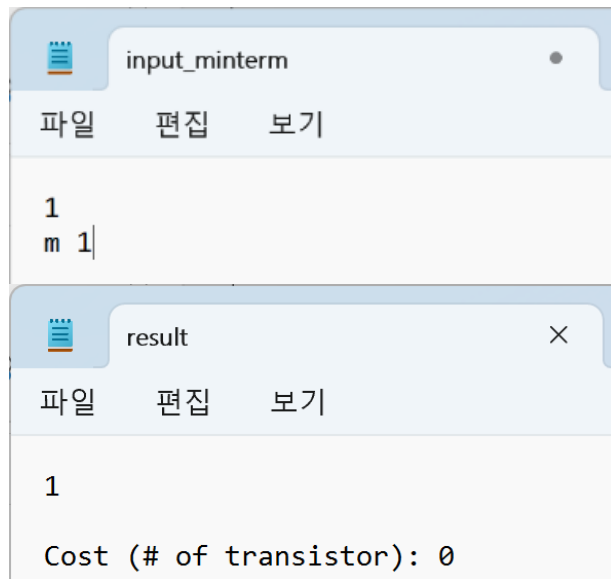 input_minterm
파일 편집 보기
1
m 1
result
파일 편집 보기
1
Cost (# of transistor): 0